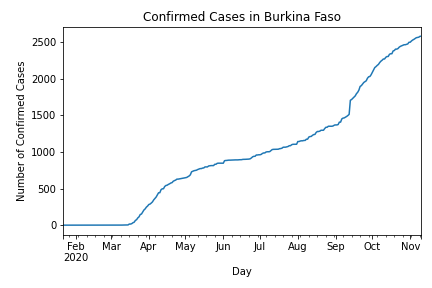 Confirmed Cases in Burkina Faso
Number of Confirmed Cases
2500
2000
1500
1000
500
0
Feb Mar Apr May Jun Jul Aug Sep Oct Nov
2020
Day